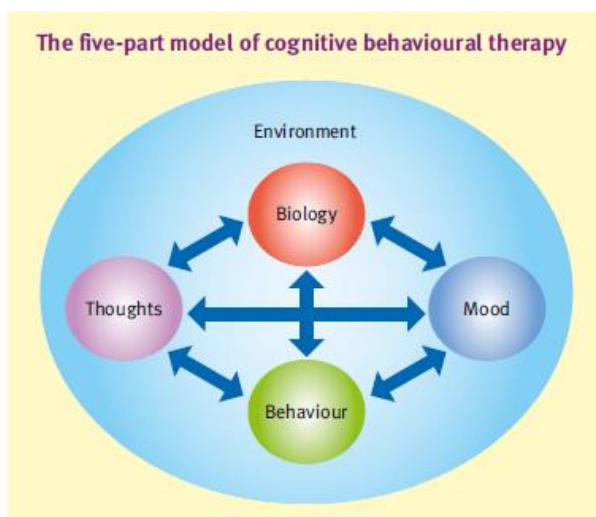 The five-part model of cognitive behavioural therapy
Environment
Biology
Thoughts
Mood
Behaviour